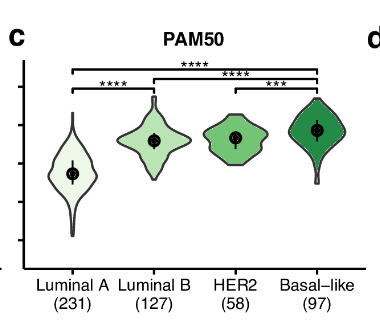 c
PAM50
d
****
****
****
***
Luminal A Luminal B HER2 Basal–like
(231) (127) (58) (97)